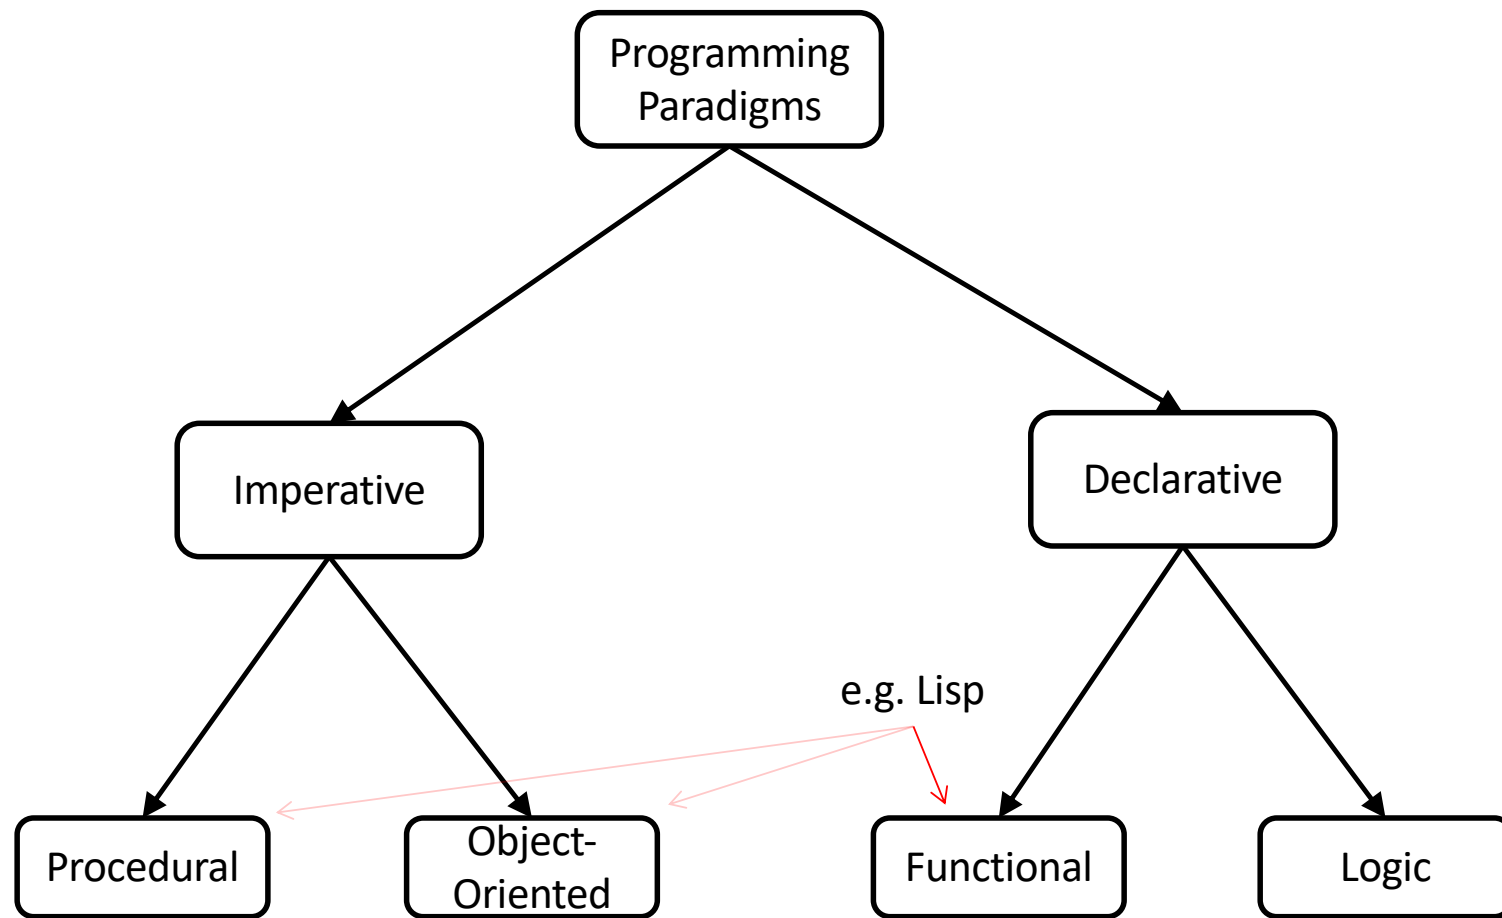 Programming
Paradigms
Imperative
Declarative
e.g. Lisp
Procedural
Object-
Oriented
Functional
Logic